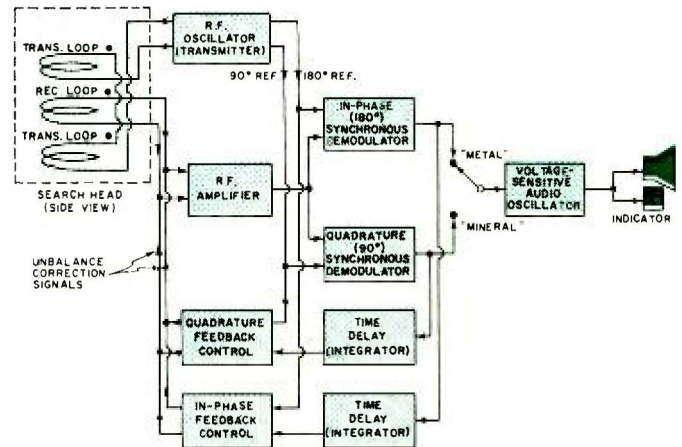 R.F.
OSCILLATOR
(TRANSMITTER)
TRANS. LOOP
REC. LOOP
TRANS. LOOP
SEARCH HEAD
(SIDE VIEW)
90° REF.
180° REF.
IN-PHASE
(180°)
SYNCHRONOUS
DEMODULATOR
R.F.
AMPLIFIER
"METAL"
"MINERAL"
VOLTAGE-
SENSITIVE
AUDIO
OSCILLATOR
INDICATOR
QUADRATURE
(90°)
SYNCHRONOUS
DEMODULATOR
UNBALANCE
CORRECTION
SIGNALS
QUADRATURE
FEEDBACK
CONTROL
TIME
DELAY
(INTEGRATOR)
IN-PHASE
FEEDBACK
CONTROL
TIME
DELAY
(INTEGRATOR)